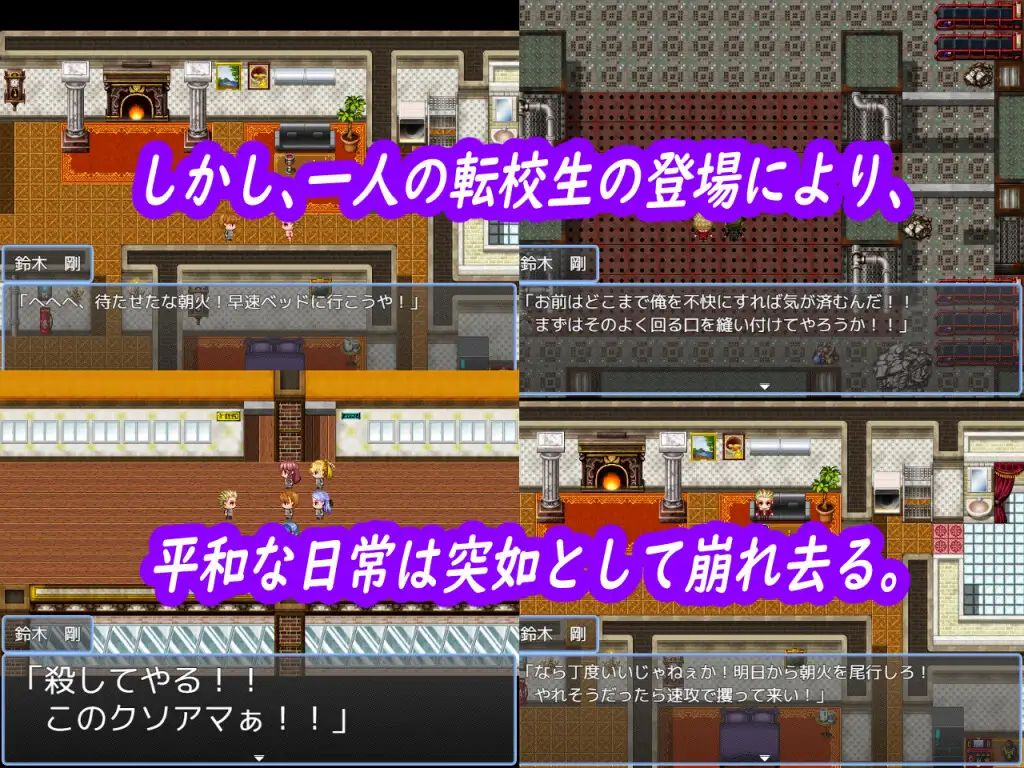 しかし、一人の転校生の登場により、
鈴木　剛
「へへへ、待たせたな朝火！早速ベッドに行こうや！」
鈴木　剛
「お前はどこまで俺を不快にすれば気が済むんだ！！
まずはそのよく回る口を縫い付けてやろうか！！」
平和な日常は突如として崩れ去る。
鈴木　剛
「殺してやる！！
このクソアマぁ！！」
鈴木　剛
「なら丁度いいじゃねぇか！明日から朝火を尾行しろ！
やれそうだったら速攻で攫って来い！」